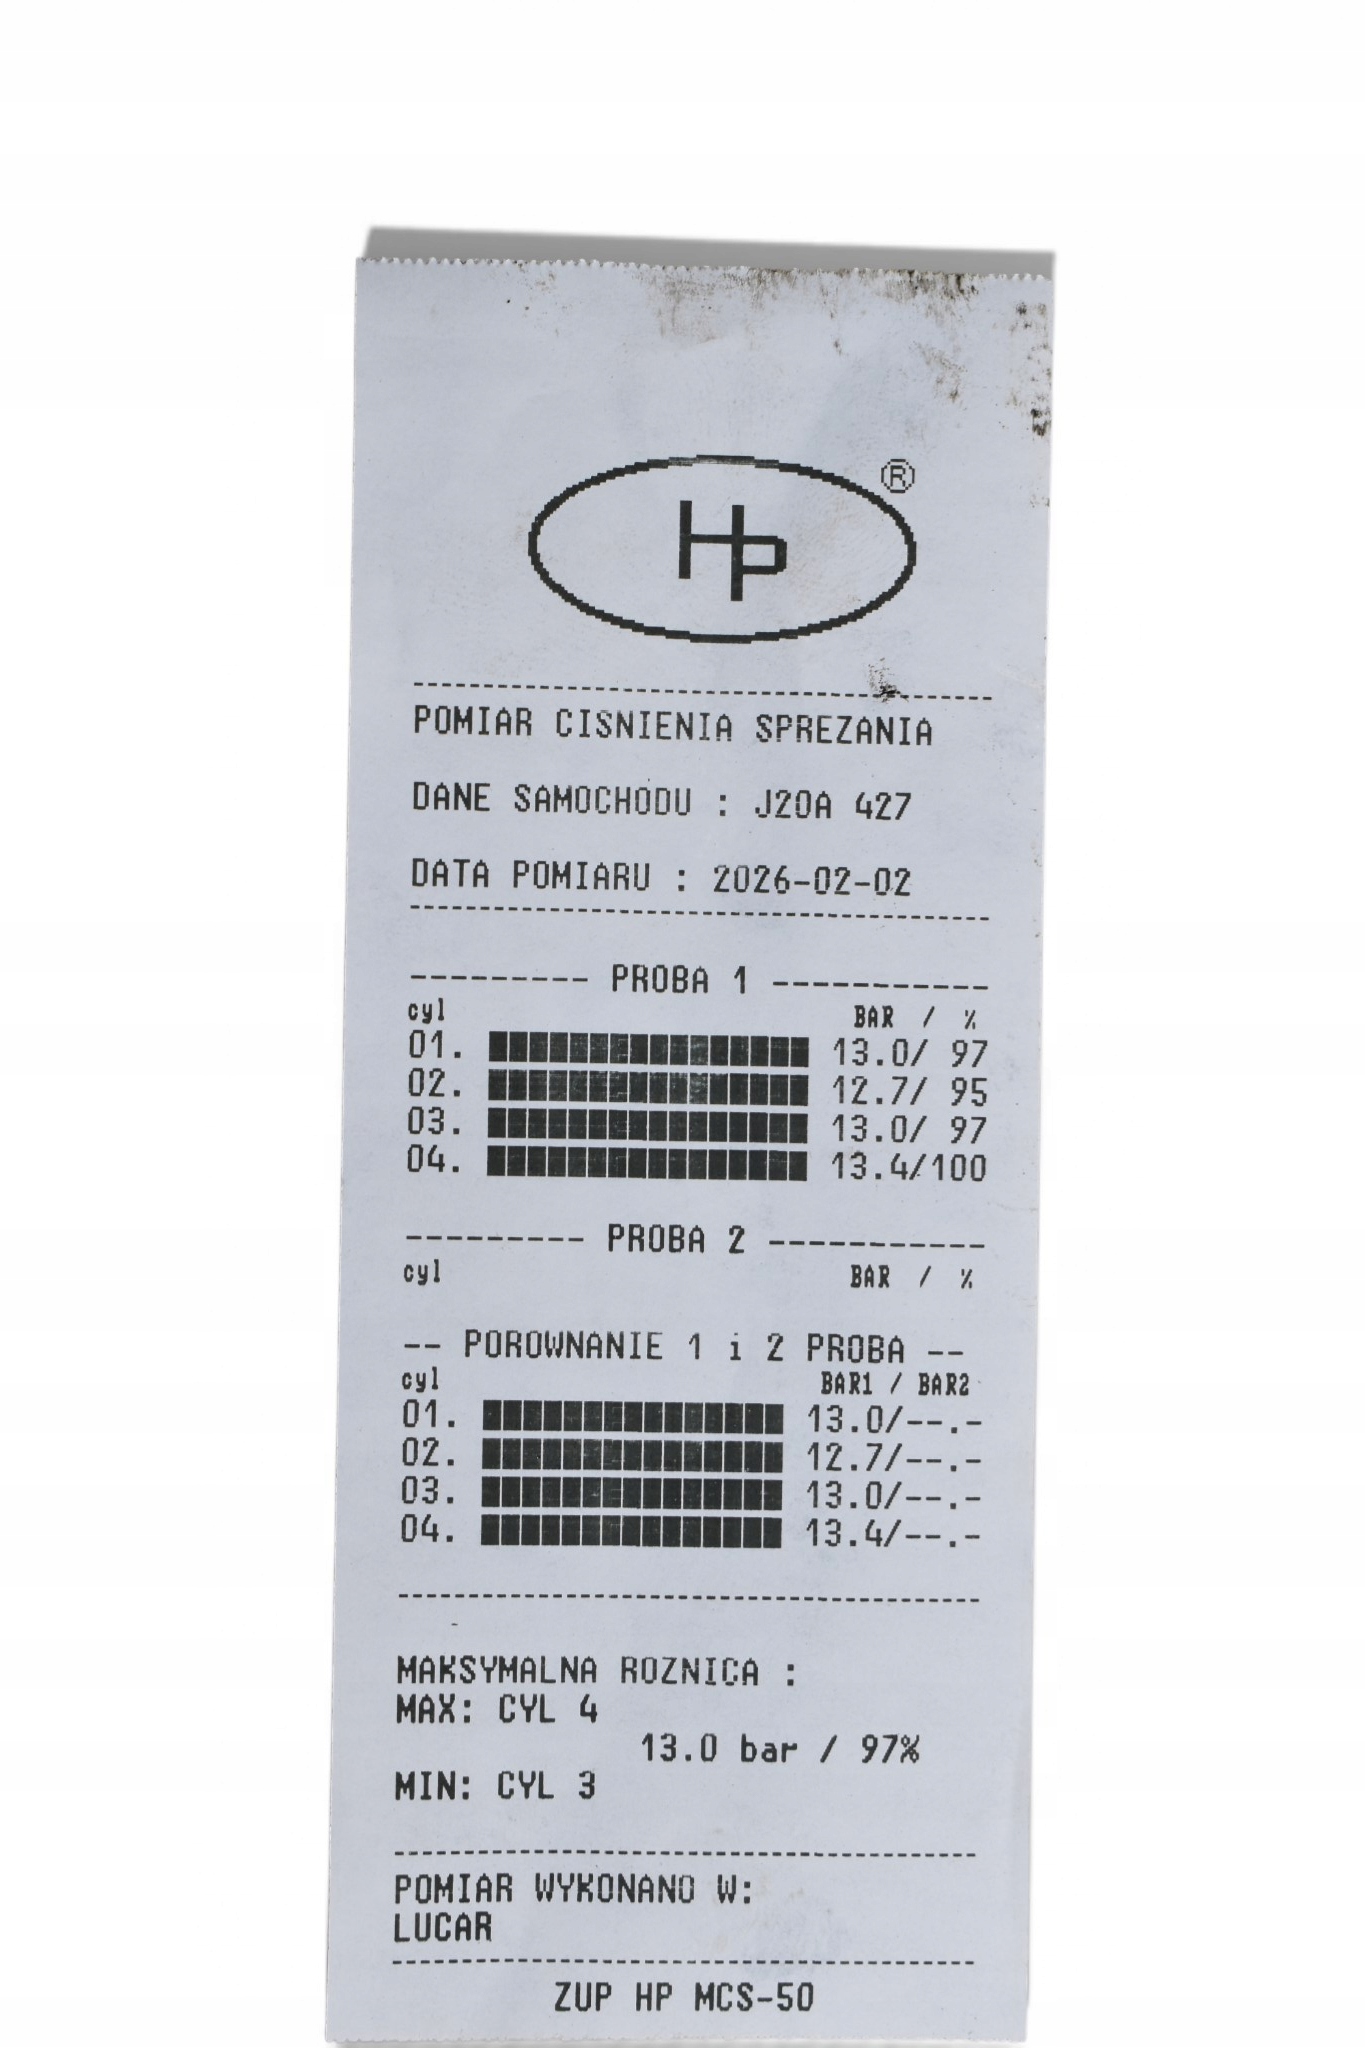 HP ®
POMIAR CISNIENIA SPREZANIA
DANE SAMOCHODU : J20A 427
DATA POMIARU : 2026-02-02
--------- PROBA 1 -----------
cyl BAR / %
01. 13.0/ 97
02. 12.7/ 95
03. 13.0/ 97
04. 13.4/100
--------- PROBA 2 -----------
cyl BAR / %
-- POROWNANIE 1 i 2 PROBA --
cyl BAR1 / BAR2
01. 13.0/--.-
02. 12.7/--.-
03. 13.0/--.-
04. 13.4/--.-
MAKSYMALNA ROZNICA :
MAX: CYL 4
13.0 bar / 97%
MIN: CYL 3
POMIAR WYKONANO W:
LUCAR
ZUP HP MCS-50